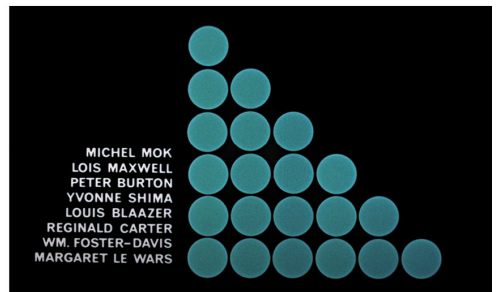 MICHEL MOK
LOIS MAXWELL
PETER BURTON
YVONNE SHIMA
LOUIS BLAAZER
REGINALD CARTER
WM. FOSTER-DAVIS
MARGARET LE WARS